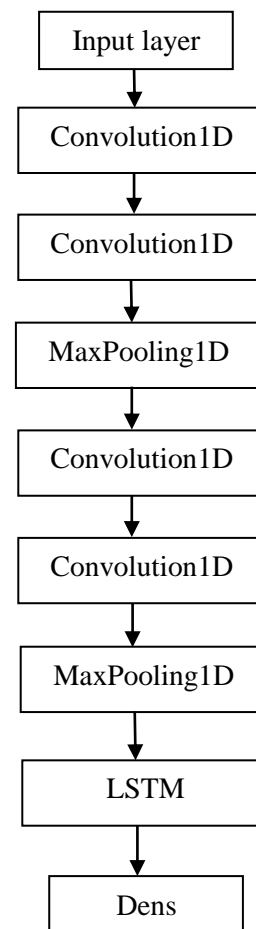 Input layer
Convolution1D
Convolution1D
MaxPooling1D
Convolution1D
Convolution1D
MaxPooling1D
LSTM
Dens